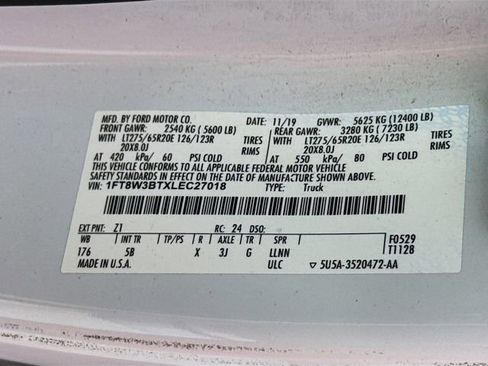 MFD. BY FORD MOTOR CO.
DATE: 11/19 GVWR: 5625 KG (12400 LB)
FRONT GAWR: 2540 KG (5600 LB) REAR GAWR: 3280 KG (7230 LB)
LT275/65R20E 126/123R TIRES LT275/65R20E 126/123R TIRES
20X8.0J RIMS 20X8.0J RIMS
AT 420 kPa/ 60 PSI COLD AT 550 kPa/ 80 PSI COLD
THIS VEHICLE CONFORMS TO ALL APPLICABLE FEDERAL MOTOR VEHICLE
SAFETY STANDARDS IN EFFECT ON THE DATE OF MANUFACTURE SHOWN ABOVE.
VIN: 1FT8W3BTXLEC27018 TYPE: Truck
EXT PNT: Z1 RC: 24 DSO: F0529
WB INT TR TP/PS R AXLE TR SPR T1128
176 5B X 3J G LLNN
MADE IN U.S.A. ULC ▽ 5U5A-3520472-AA